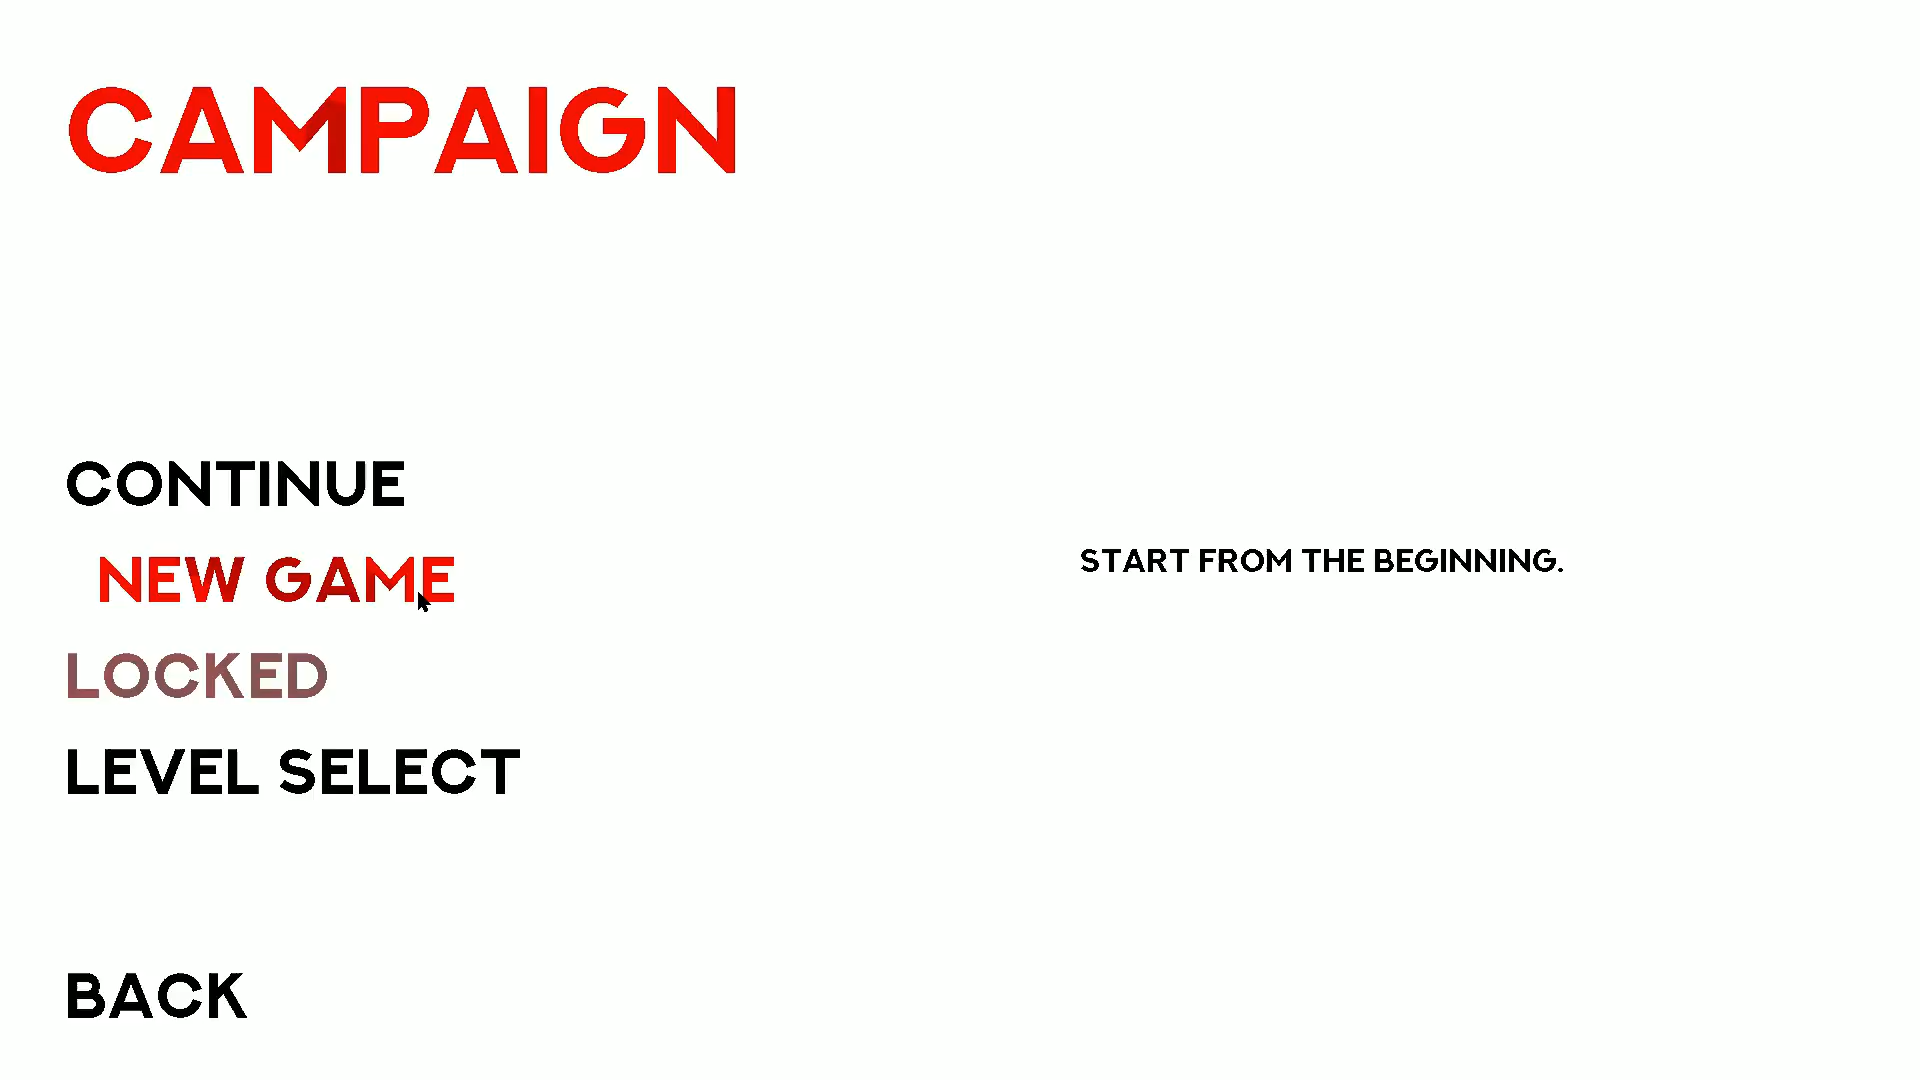 CAMPAIGN
CONTINUE
NEW GAME
START FROM THE BEGINNING.
LOCKED
LEVEL SELECT
BACK